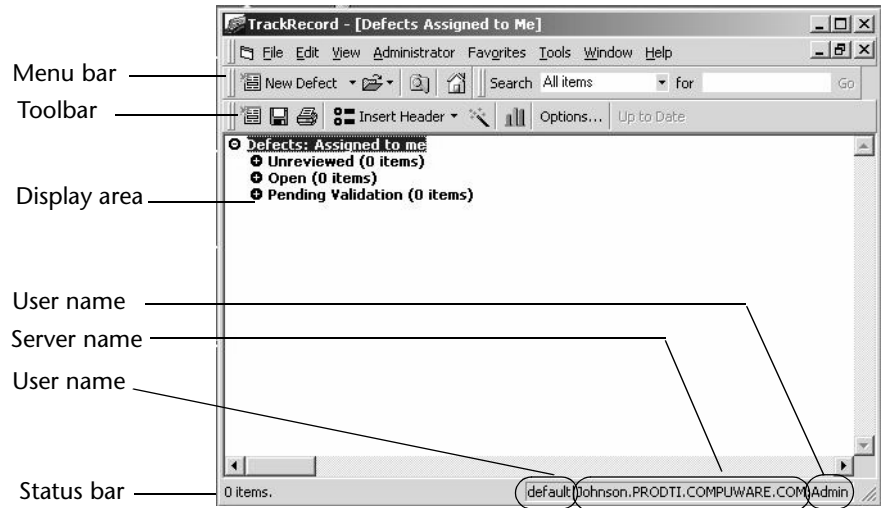 TrackRecord - [Defects Assigned to Me]
File Edit View Administrator Favorites Tools Window Help
Menu bar
New Defect Search All items for Go
Toolbar
Insert Header Options... Up to Date
Defects: Assigned to me
Unreviewed (0 items)
Open (0 items)
Pending Validation (0 items)
Display area
User name
Server name
User name
Status bar
0 items. default Johnson.PRODTI.COMPUWARE.COM Admin